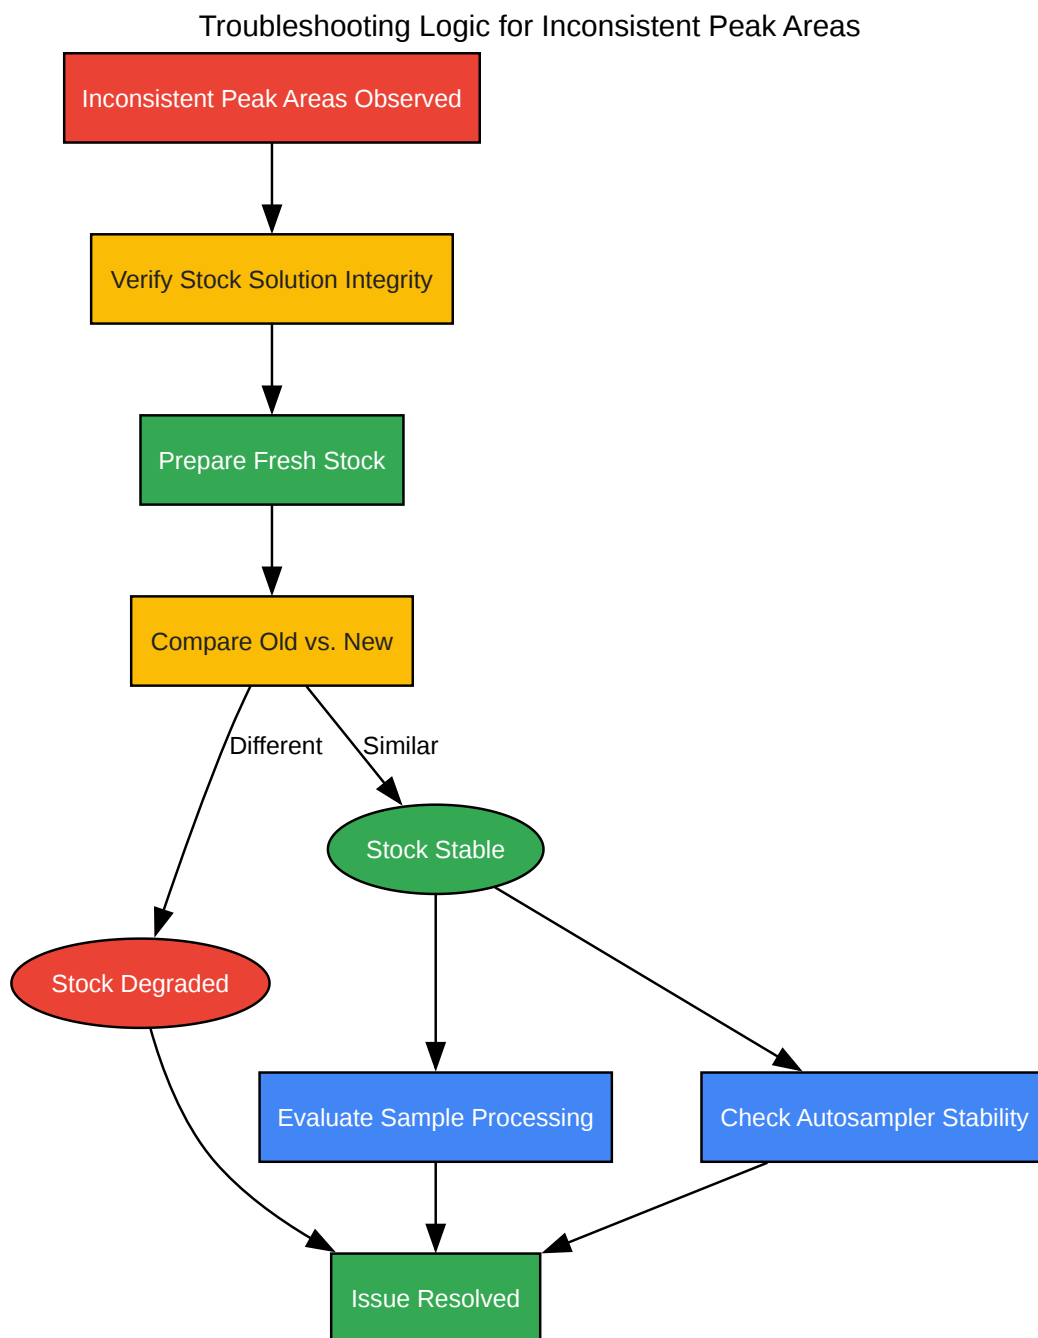 Troubleshooting Logic for Inconsistent Peak Areas
Inconsistent Peak Areas Observed
Verify Stock Solution Integrity
Prepare Fresh Stock
Compare Old vs. New
Different
Similar
Stock Stable
Stock Degraded
Evaluate Sample Processing
Check Autosampler Stability
Issue Resolved